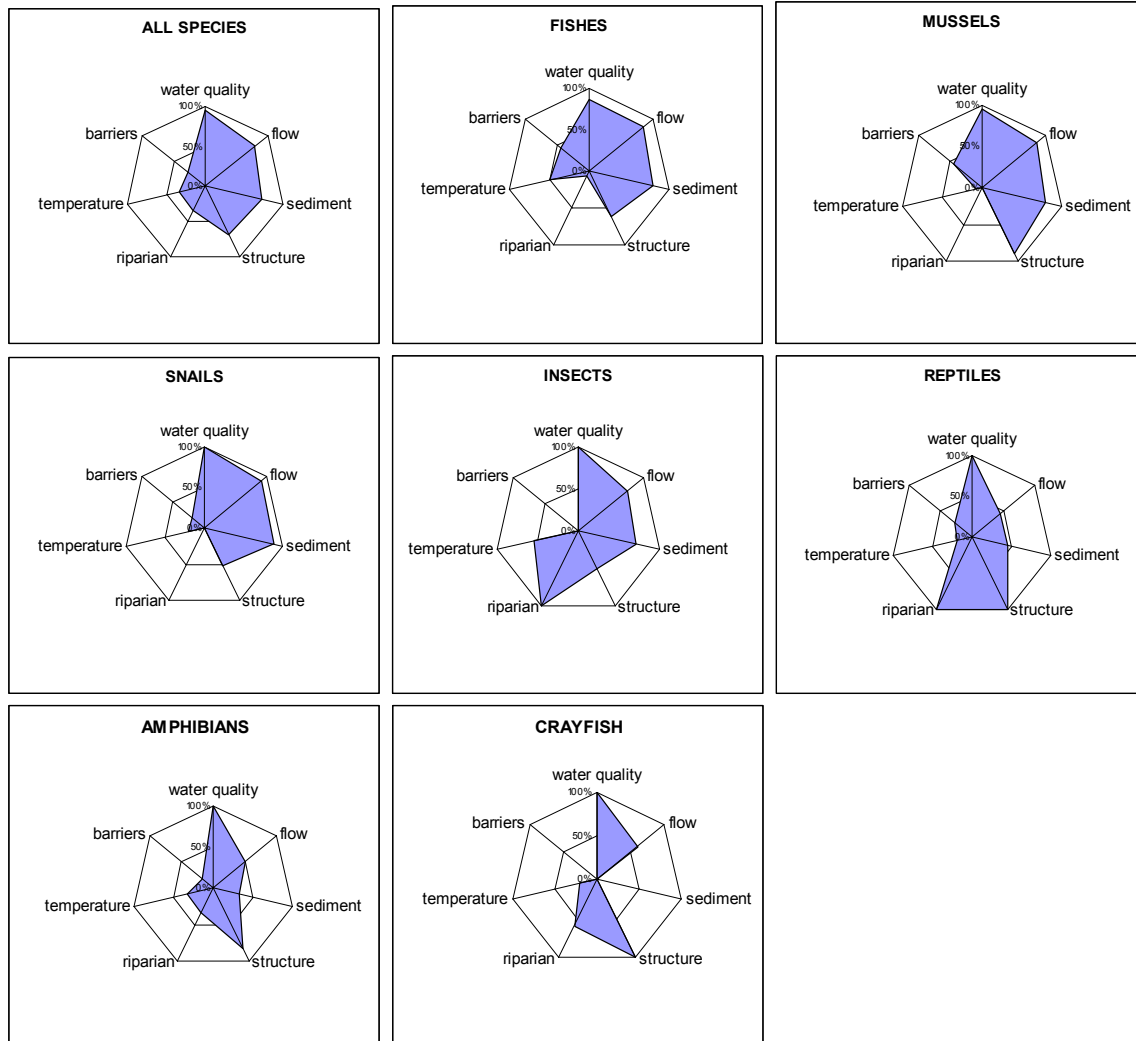 ALL SPECIES
water quality
100%
barriers
flow
50%
0%
temperature
sediment
riparian
structure
FISHES
water quality
100%
barriers
flow
50%
0%
temperature
sediment
riparian
structure
MUSSELS
water quality
100%
barriers
flow
50%
0%
temperature
sediment
riparian
structure
SNAILS
water quality
100%
barriers
flow
50%
0%
temperature
sediment
riparian
structure
INSECTS
water quality
100%
barriers
flow
50%
0%
temperature
sediment
riparian
structure
REPTILES
water quality
100%
barriers
flow
50%
0%
temperature
sediment
riparian
structure
AMPHIBIANS
water quality
100%
barriers
flow
50%
0%
temperature
sediment
riparian
structure
CRAYFISH
water quality
100%
barriers
flow
50%
0%
temperature
sediment
riparian
structure